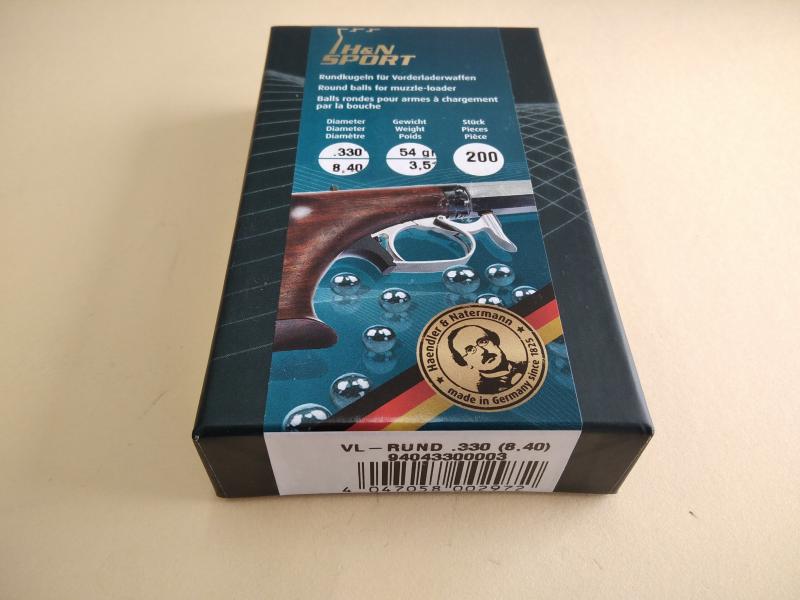 H&N
SPORT
Rundkugeln für Vorderladerwaffen
Round balls for muzzle-loader
Balls rondes pour armes à chargement
par la bouche
Diameter Gewicht Stück
Diameter Weight Pieces
Diamètre Poids Pièce
.330 54 gr 200
8.40 3,5
Haendler & Natermann
made in Germany since 1825
VL - RUND .330 (8.40)
94043300003
4 047058 002972